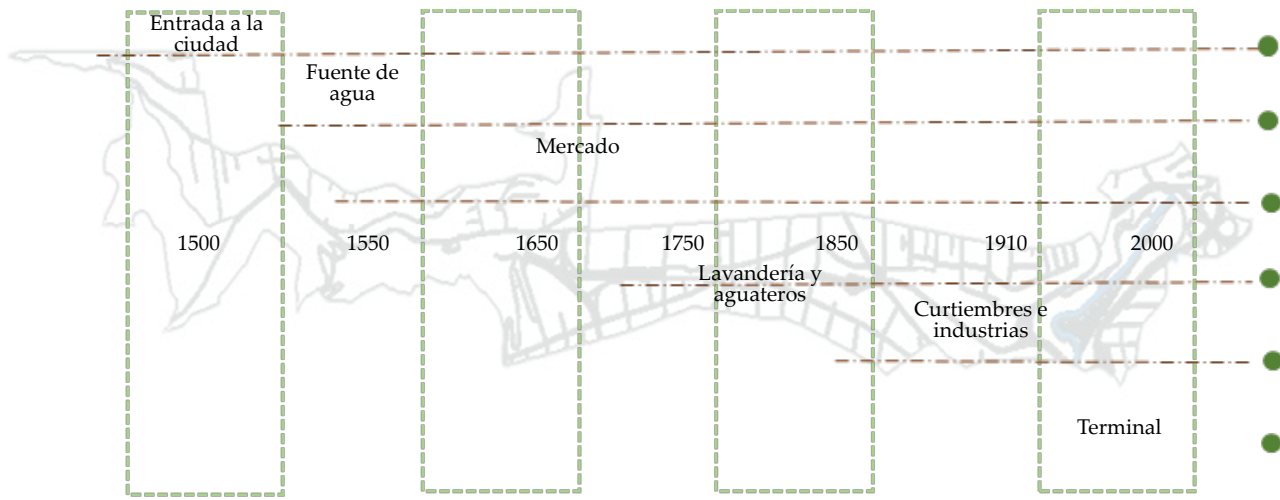 Entrada a la
ciudad
Fuente de
agua
Mercado
1500
1550
1650
1750
1850
1910
2000
Lavandería y
aguateros
Curtiembres e
industrias
Terminal